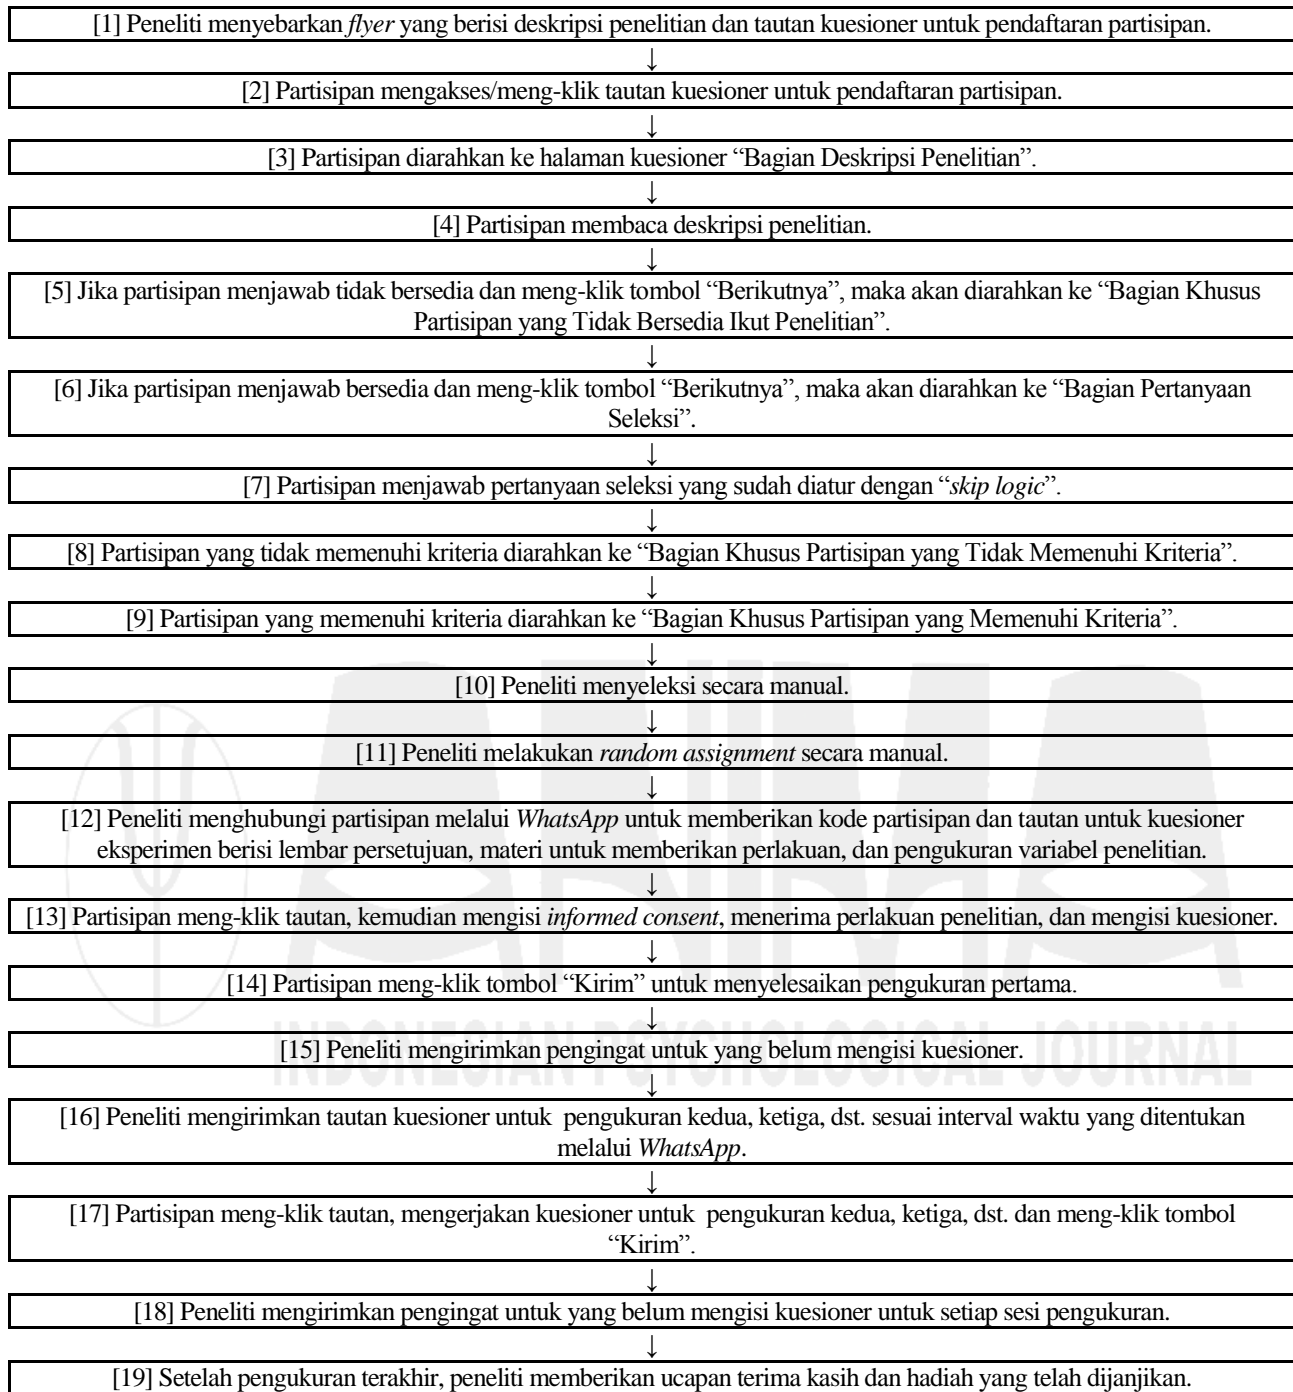 [1] Peneliti menyebarkan flyer yang berisi deskripsi penelitian dan tautan kuesioner untuk pendaftaran partisipan.
↓
[2] Partisipan mengakses/meng-klik tautan kuesioner untuk pendaftaran partisipan.
↓
[3] Partisipan diarahkan ke halaman kuesioner “Bagian Deskripsi Penelitian”.
↓
[4] Partisipan membaca deskripsi penelitian.
↓
[5] Jika partisipan menjawab tidak bersedia dan meng-klik tombol “Berikutnya”, maka akan diarahkan ke “Bagian Khusus
Partisipan yang Tidak Bersedia Ikut Penelitian”.
↓
[6] Jika partisipan menjawab bersedia dan meng-klik tombol “Berikutnya”, maka akan diarahkan ke “Bagian Pertanyaan
Seleksi”.
↓
[7] Partisipan menjawab pertanyaan seleksi yang sudah diatur dengan “skip logic”.
↓
[8] Partisipan yang tidak memenuhi kriteria diarahkan ke “Bagian Khusus Partisipan yang Tidak Memenuhi Kriteria”.
↓
[9] Partisipan yang memenuhi kriteria diarahkan ke “Bagian Khusus Partisipan yang Memenuhi Kriteria”.
↓
[10] Peneliti menyeleksi secara manual.
↓
[11] Peneliti melakukan random assignment secara manual.
↓
[12] Peneliti menghubungi partisipan melalui WhatsApp untuk memberikan kode partisipan dan tautan untuk kuesioner
eksperimen berisi lembar persetujuan, materi untuk memberikan perlakuan, dan pengukuran variabel penelitian.
↓
[13] Partisipan meng-klik tautan, kemudian mengisi informed consent, menerima perlakuan penelitian, dan mengisi kuesioner.
↓
[14] Partisipan meng-klik tombol “Kirim” untuk menyelesaikan pengukuran pertama.
↓
[15] Peneliti mengirimkan pengingat untuk yang belum mengisi kuesioner.
↓
[16] Peneliti mengirimkan tautan kuesioner untuk pengukuran kedua, ketiga, dst. sesuai interval waktu yang ditentukan
melalui WhatsApp.
↓
[17] Partisipan meng-klik tautan, mengerjakan kuesioner untuk pengukuran kedua, ketiga, dst. dan meng-klik tombol
“Kirim”.
↓
[18] Peneliti mengirimkan pengingat untuk yang belum mengisi kuesioner untuk setiap sesi pengukuran.
↓
[19] Setelah pengukuran terakhir, peneliti memberikan ucapan terima kasih dan hadiah yang telah dijanjikan.
ANIMA
INDONESIAN PSYCHOLOGICAL JOURNAL